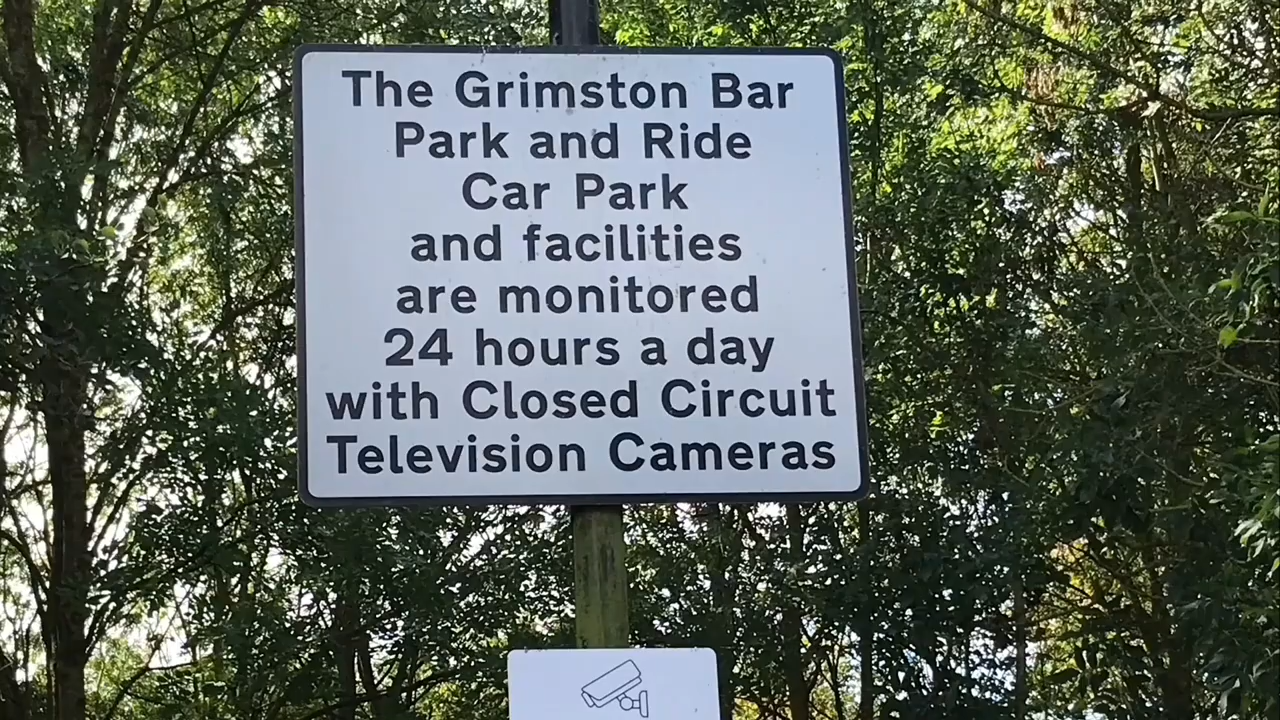 The Grimston Bar
Park and Ride
Car Park
and facilities
are monitored
24 hours a day
with Closed Circuit
Television Cameras